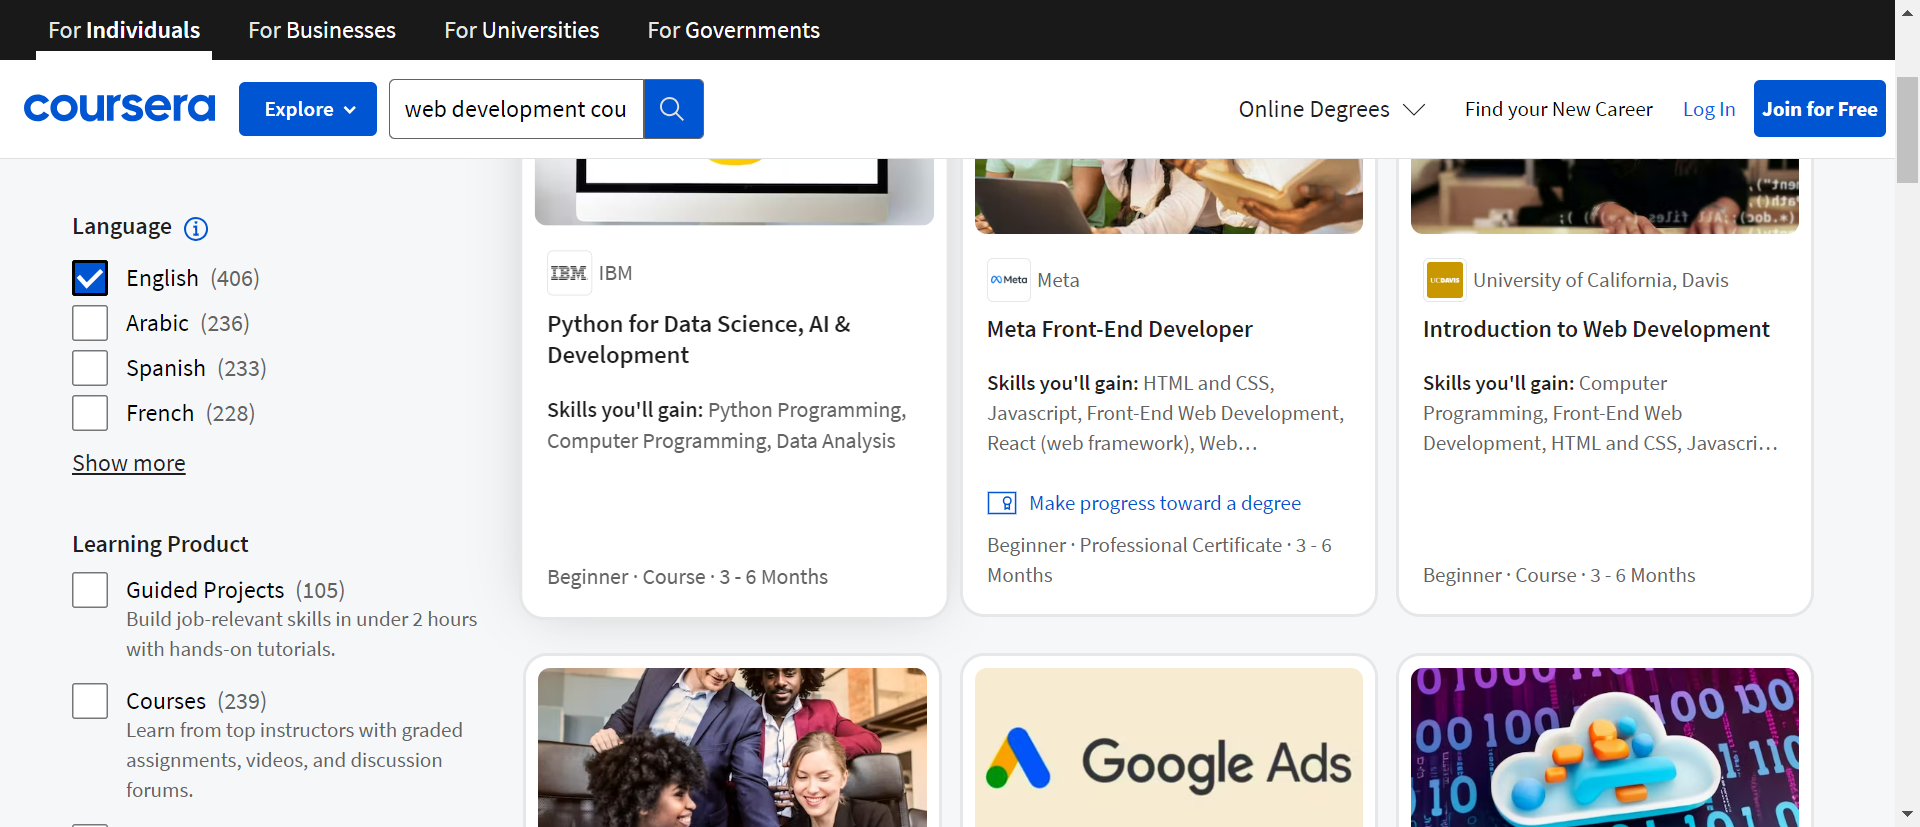 For Individuals
For Businesses
For Universities
For Governments
coursera
Explore
web development cou
Online Degrees
Find your New Career
Log In
Join for Free
Language
English (406)
Arabic (236)
Spanish (233)
French (228)
Show more
Learning Product
Guided Projects (105)
Build job-relevant skills in under 2 hours
with hands-on tutorials.
Courses (239)
Learn from top instructors with graded
assignments, videos, and discussion
forums.
IBM IBM
Python for Data Science, AI &
Development
Skills you'll gain: Python Programming,
Computer Programming, Data Analysis
Beginner · Course · 3 - 6 Months
Meta Meta
Meta Front-End Developer
Skills you'll gain: HTML and CSS,
Javascript, Front-End Web Development,
React (web framework), Web…
Make progress toward a degree
Beginner · Professional Certificate · 3 - 6
Months
UCDAVIS University of California, Davis
Introduction to Web Development
Skills you'll gain: Computer
Programming, Front-End Web
Development, HTML and CSS, Javascri…
Beginner · Course · 3 - 6 Months
Google Ads